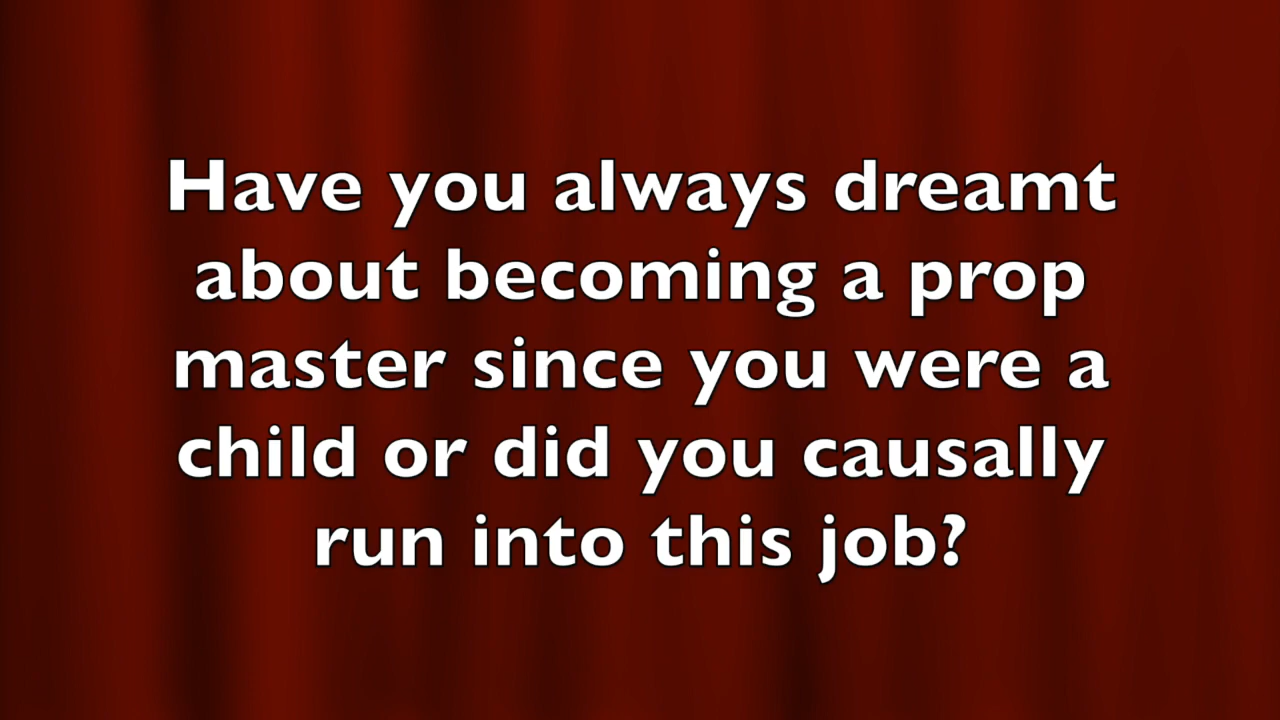 Have you always dreamt
about becoming a prop
master since you were a
child or did you causally
run into this job?